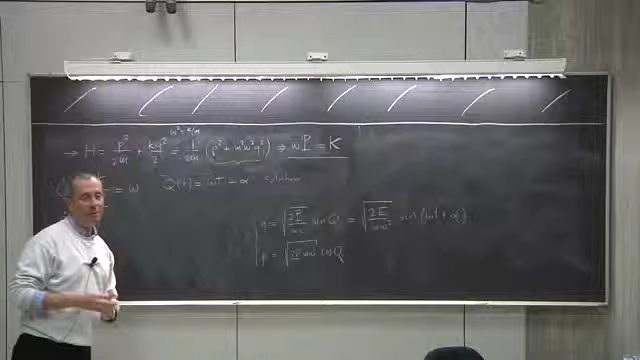 ω² = k/m
⇒ H = p²/2m + kq²/2 = 1/2m (p² + m²ω²q²) ⇒ ωP = K
= ω Q(t) = ωt + α
q = √(2P/mω) sin Q = √(2E/mω²) sin(ωt + α)
p = √(2Pmω) cos Q